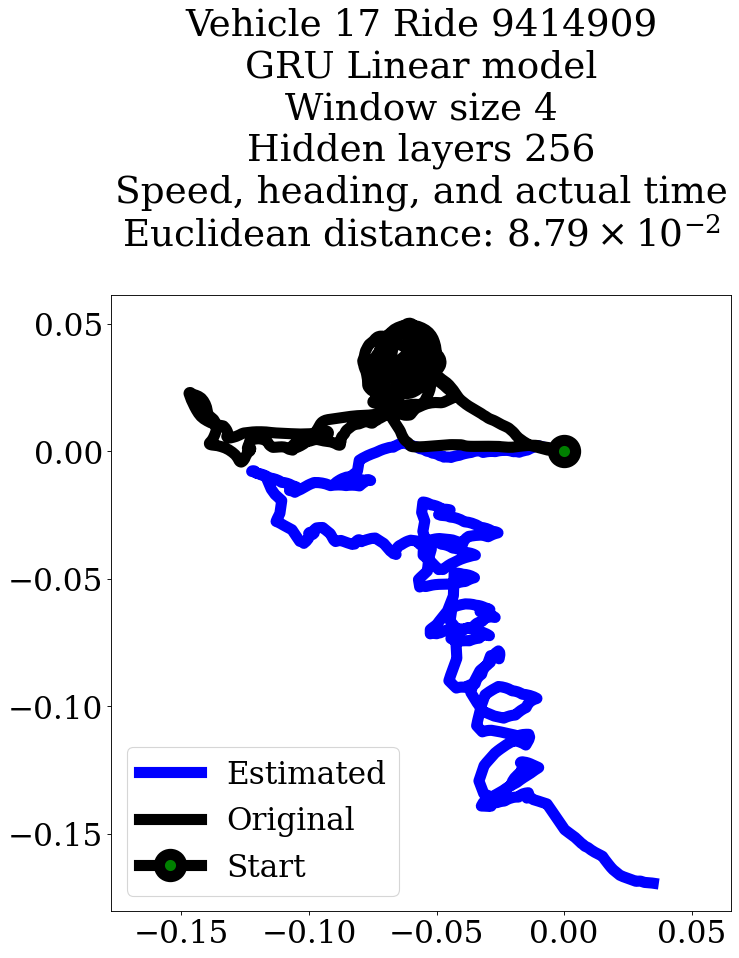 Vehicle 17 Ride 9414909
GRU Linear model
Window size 4
Hidden layers 256
Speed, heading, and actual time
Euclidean distance: 8.79 × 10⁻²
0.05
0.00
−0.05
−0.10
−0.15
Estimated
Original
Start
−0.15 −0.10 −0.05 0.00 0.05